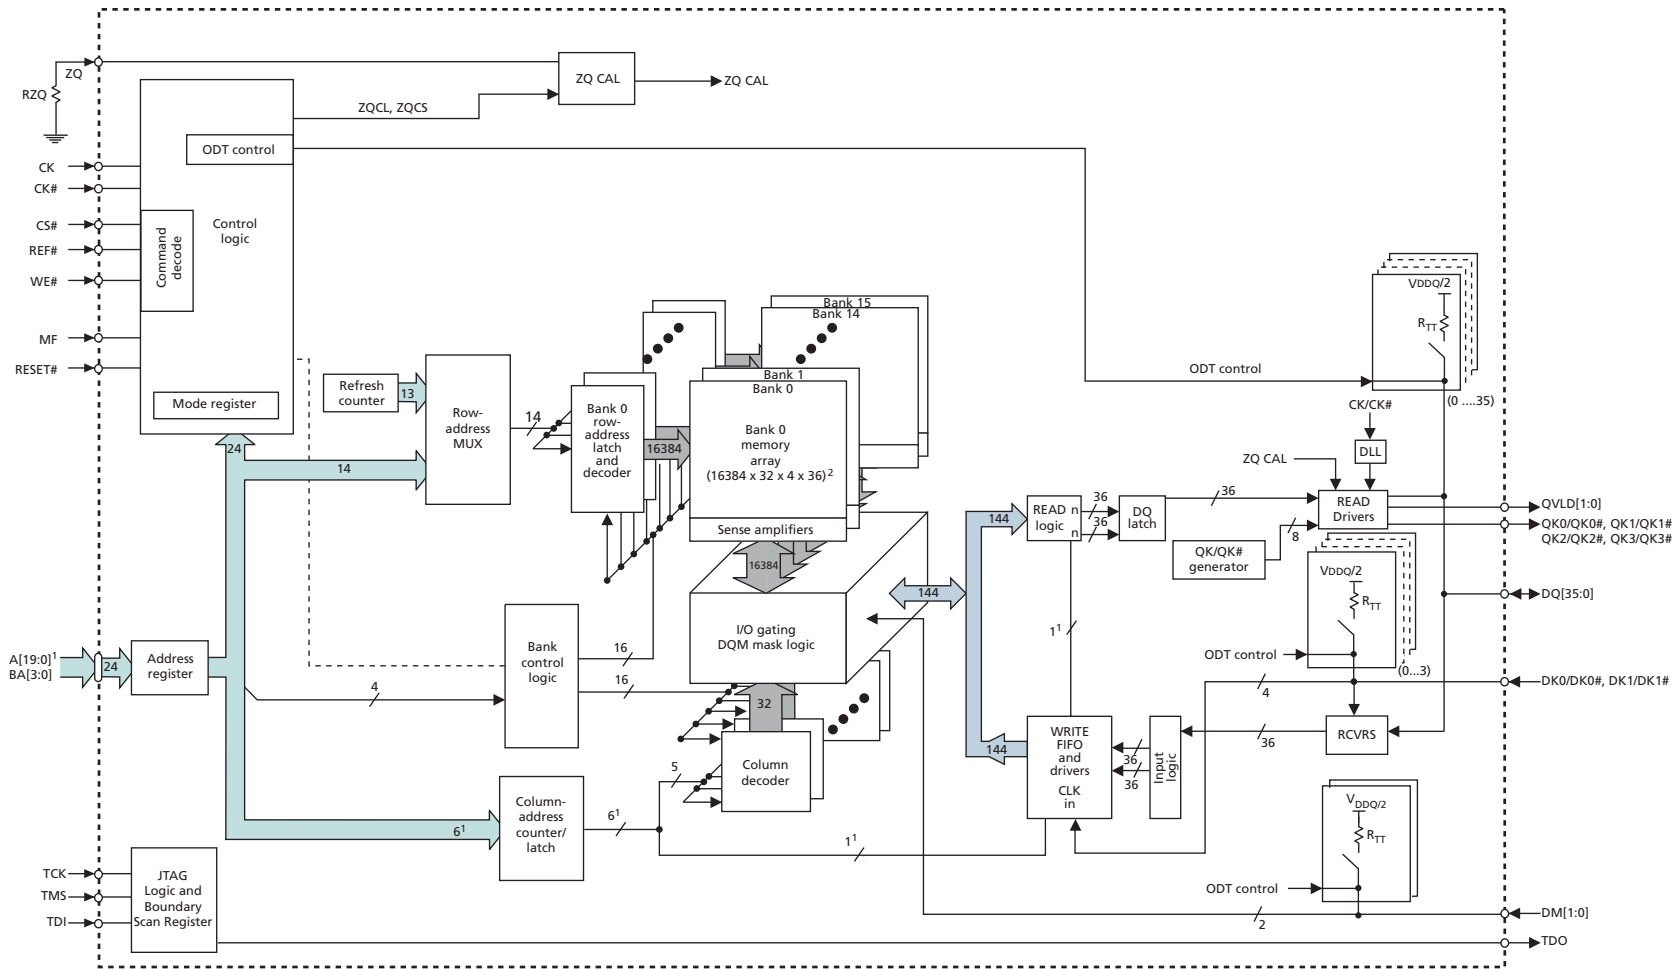 ZQ
RZQ
ZQ CAL
ZQ CAL
ZQCL, ZQCS
ODT control
CK
CK#
CS#
REF#
WE#
MF
RESET#
Command
decode
Control
logic
Mode register
24
14
Refresh
counter
13
Row-
address
MUX
14
Bank 0
row-
address
latch
and
decoder
16384
Bank 15
Bank 14
Bank 1
Bank 0
Bank 0
memory
array
(16384 x 32 x 4 x 36)2
Sense amplifiers
16384
I/O gating
DQM mask logic
144
144
144
READ
logic
n
n
36
36
DQ
latch
36
ODT control
VDDQ/2
RTT
(0 ....35)
CK/CK#
DLL
ZQ CAL
READ
Drivers
QK/QK#
generator
8
QVLD[1:0]
QK0/QK0#, QK1/QK1#
QK2/QK2#, QK3/QK3#
VDDQ/2
RTT
DQ[35:0]
ODT control
(0...3)
4
DK0/DK0#, DK1/DK1#
RCVRS
36
11
A[19:0]1
BA[3:0]
24
Address
register
4
Bank
control
logic
16
16
32
Column
decoder
5
WRITE
FIFO
and
drivers
CLK
in
36
36
Input
logic
61
Column-
address
counter/
latch
61
11
VDDQ/2
RTT
ODT control
2
DM[1:0]
TCK
TMS
TDI
JTAG
Logic and
Boundary
Scan Register
TDO